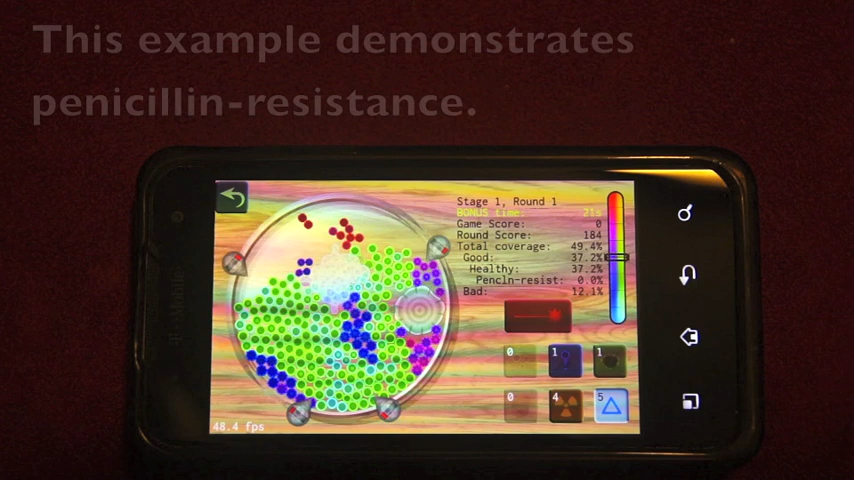 This example demonstrates
penicillin-resistance.
Stage 1, Round 1
BONUS time: 21s
Game Score: 0
Round Score: 184
Total coverage: 49.4%
Good: 37.2%
Healthy: 37.2%
Pencln-resist: 0.0%
Bad: 12.1%
0 1 1
0 4 5
48.4 fps
T-Mobile